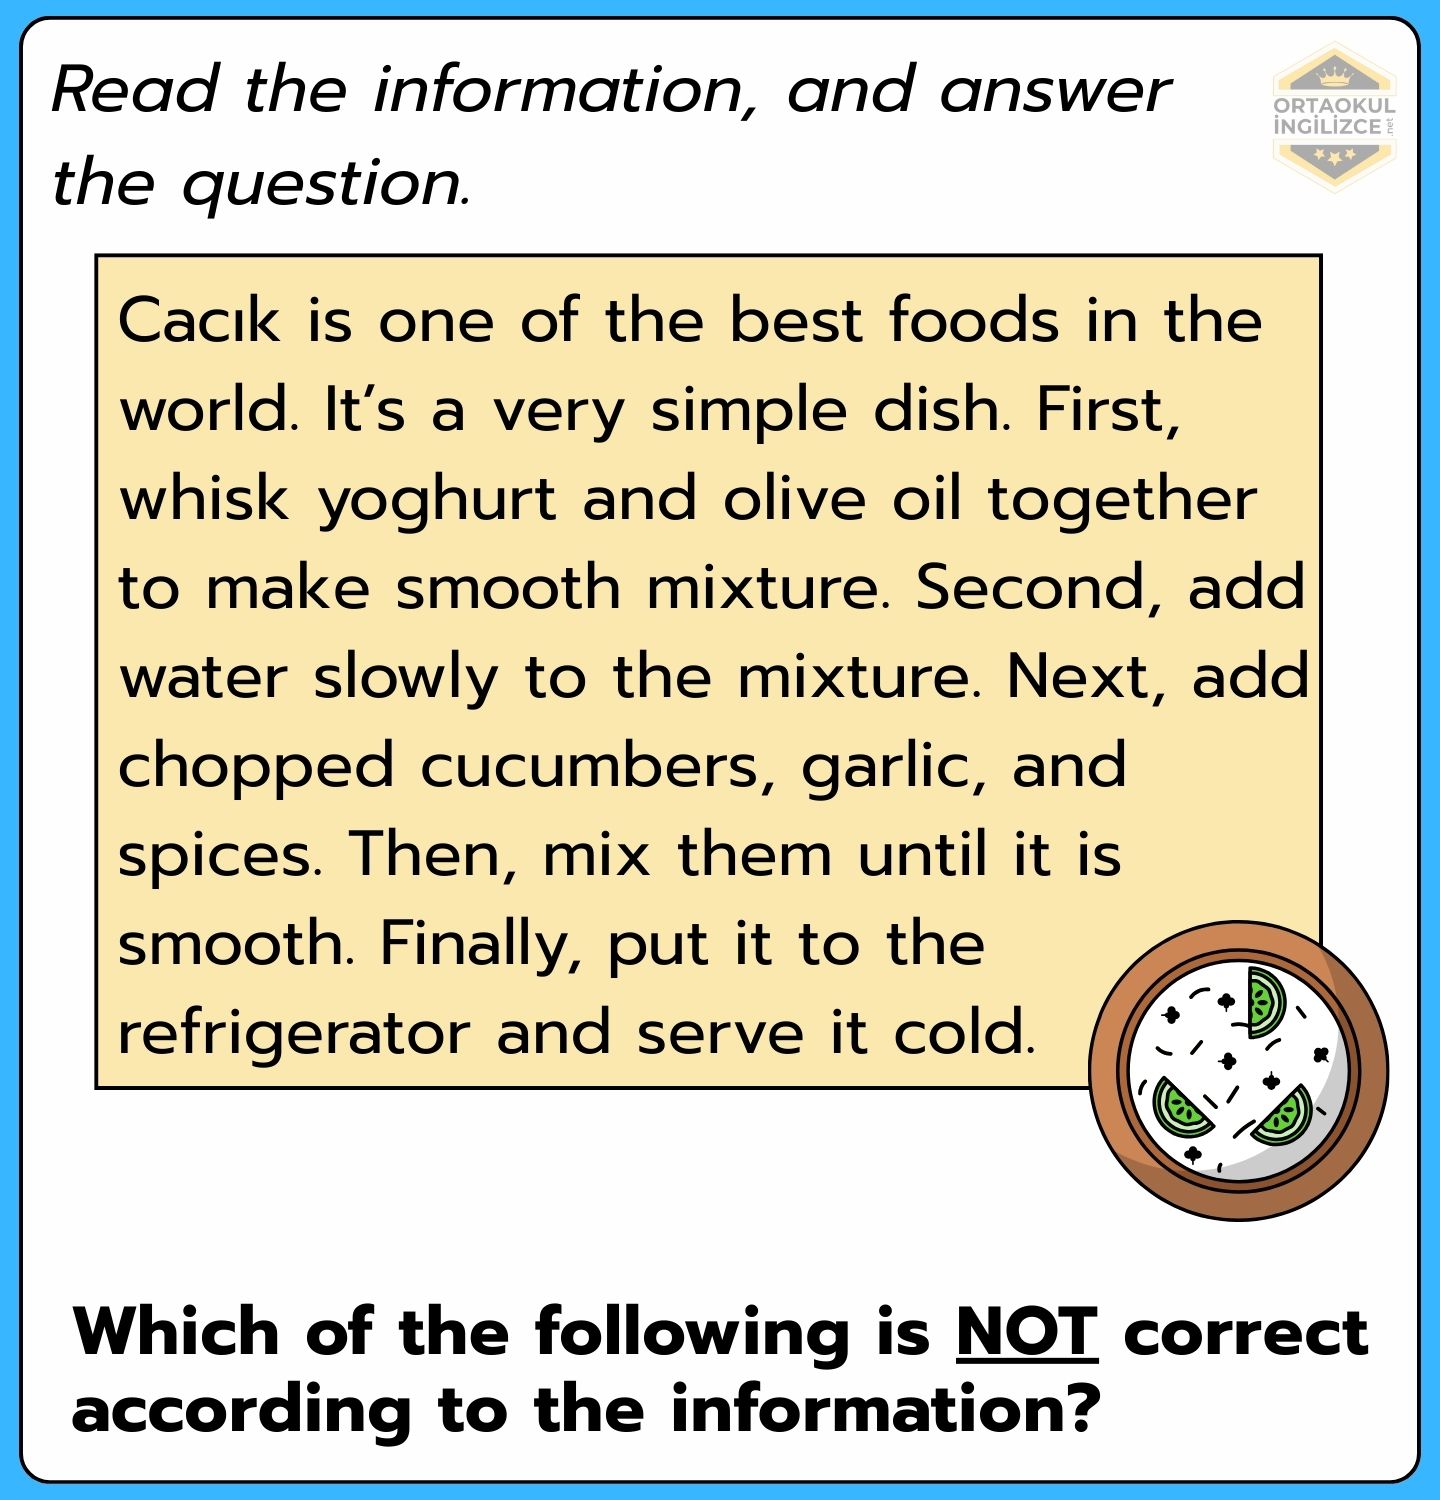 Read the information, and answer
the question.
ORTAOKUL
İNGİLİZCE
.net
Cacık is one of the best foods in the
world. It’s a very simple dish. First,
whisk yoghurt and olive oil together
to make smooth mixture. Second, add
water slowly to the mixture. Next, add
chopped cucumbers, garlic, and
spices. Then, mix them until it is
smooth. Finally, put it to the
refrigerator and serve it cold.
Which of the following is NOT correct
according to the information?